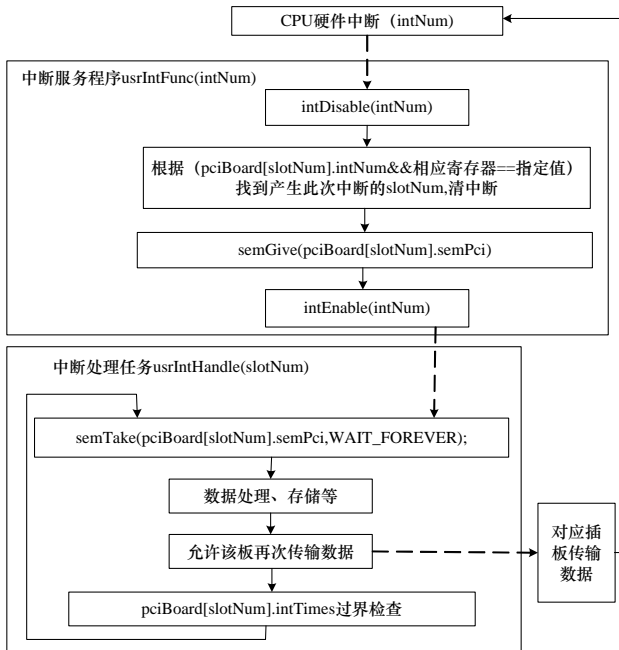 CPU硬件中断（intNum)
中断服务程序usrIntFunc(intNum)
intDisable(intNum)
根据（pciBoard[slotNum].intNum&&相应寄存器==指定值）
找到产生此次中断的slotNum,清中断
semGive(pciBoard[slotNum].semPci)
intEnable(intNum)
中断处理任务usrIntHandle(slotNum)
semTake(pciBoard[slotNum].semPci,WAIT_FOREVER);
数据处理、存储等
允许该板再次传输数据
pciBoard[slotNum].intTimes过界检查
对应插
板传输
数据